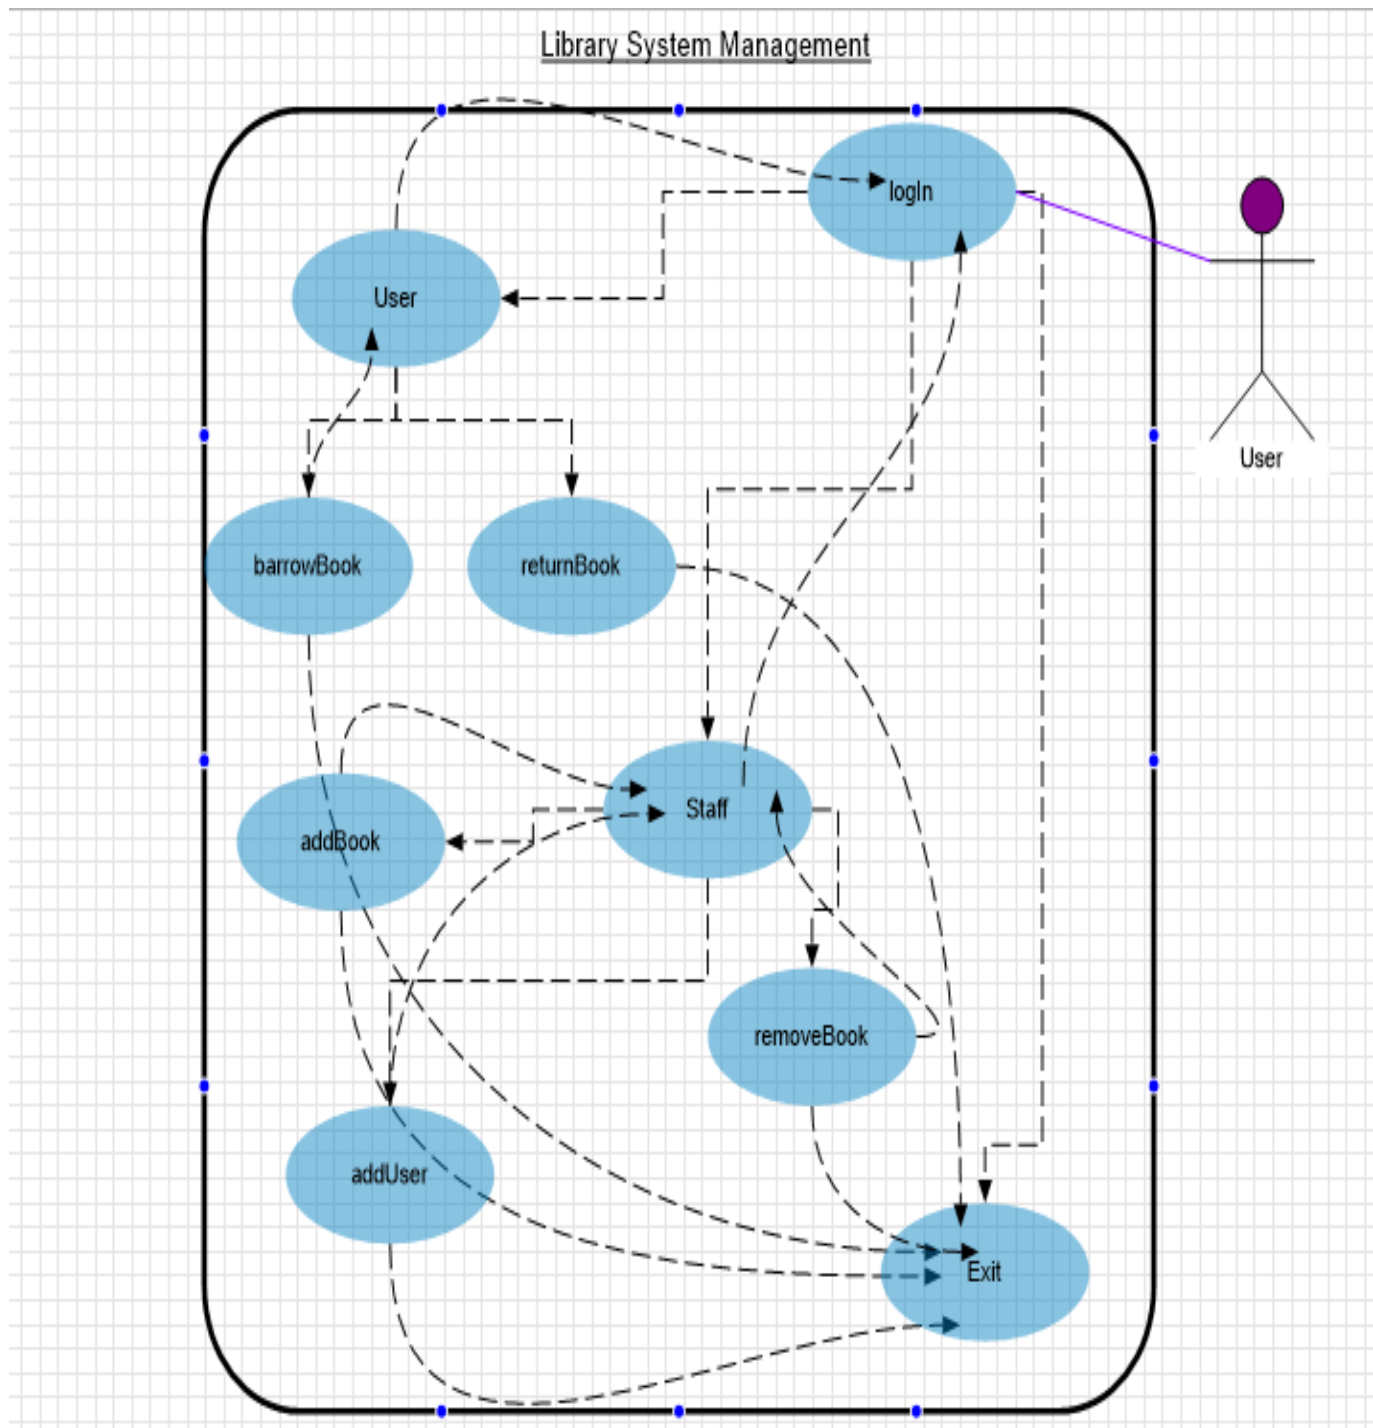 Library System Management
logIn
User
User
barrowBook
returnBook
Staff
addBook
removeBook
addUser
Exit